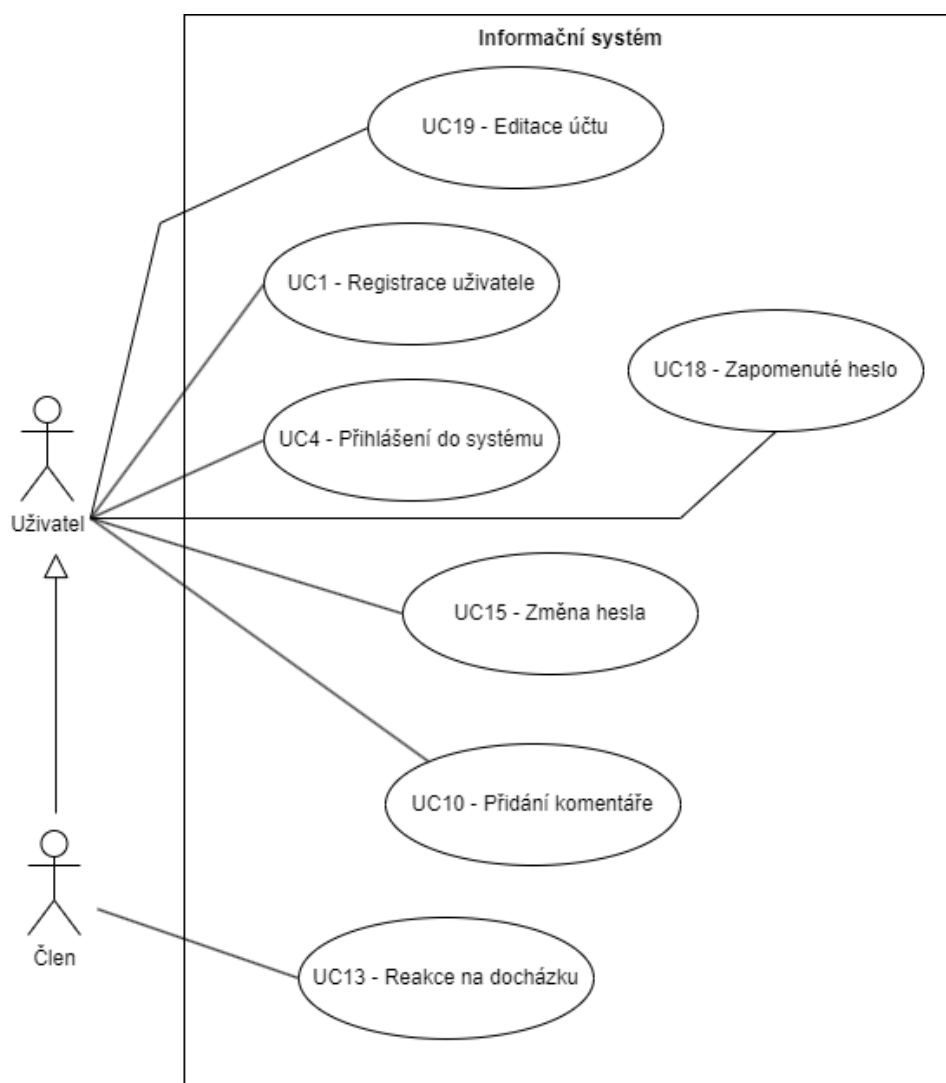 Informační systém
UC19 - Editace účtu
UC1 - Registrace uživatele
UC18 - Zapomenuté heslo
UC4 - Přihlášení do systému
Uživatel
UC15 - Změna hesla
UC10 - Přidání komentáře
Člen
UC13 - Reakce na docházku